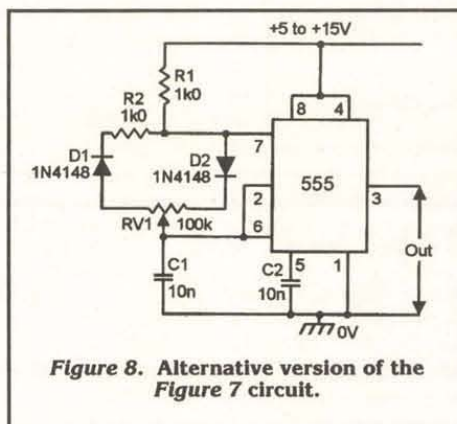 +5 to +15V
R1
1k0
R2
1k0
8 4
D1
1N4148
D2
1N4148
7
2
555
3
6
RV1
100k
Out
C1
10n
C2
10n
5
1
0V
Figure 8. Alternative version of the
Figure 7 circuit.